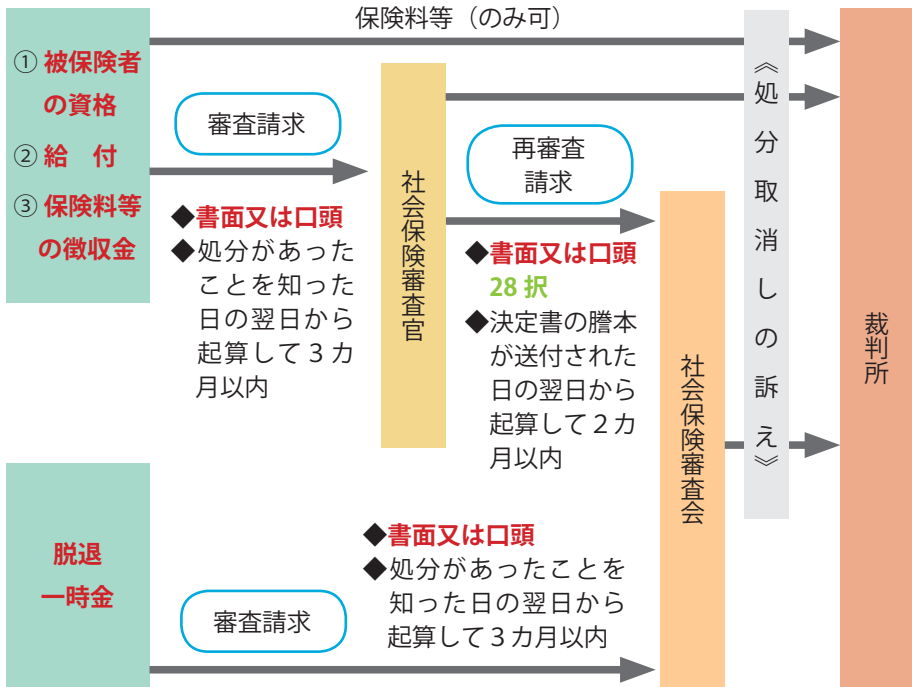 保険料等（のみ可）
① 被保険者
の資格
② 給　付
③ 保険料等
の徴収金
審査請求
◆書面又は口頭
◆処分があった
ことを知った
日の翌日から
起算して３カ
月以内
社会保険審査官
再審査
請求
◆書面又は口頭
28 択
◆決定書の謄本
が送付された
日の翌日から
起算して２カ
月以内
社会保険審査会
《処分取消しの訴え》
裁判所
脱退
一時金
審査請求
◆書面又は口頭
◆処分があったことを
知った日の翌日から
起算して３カ月以内